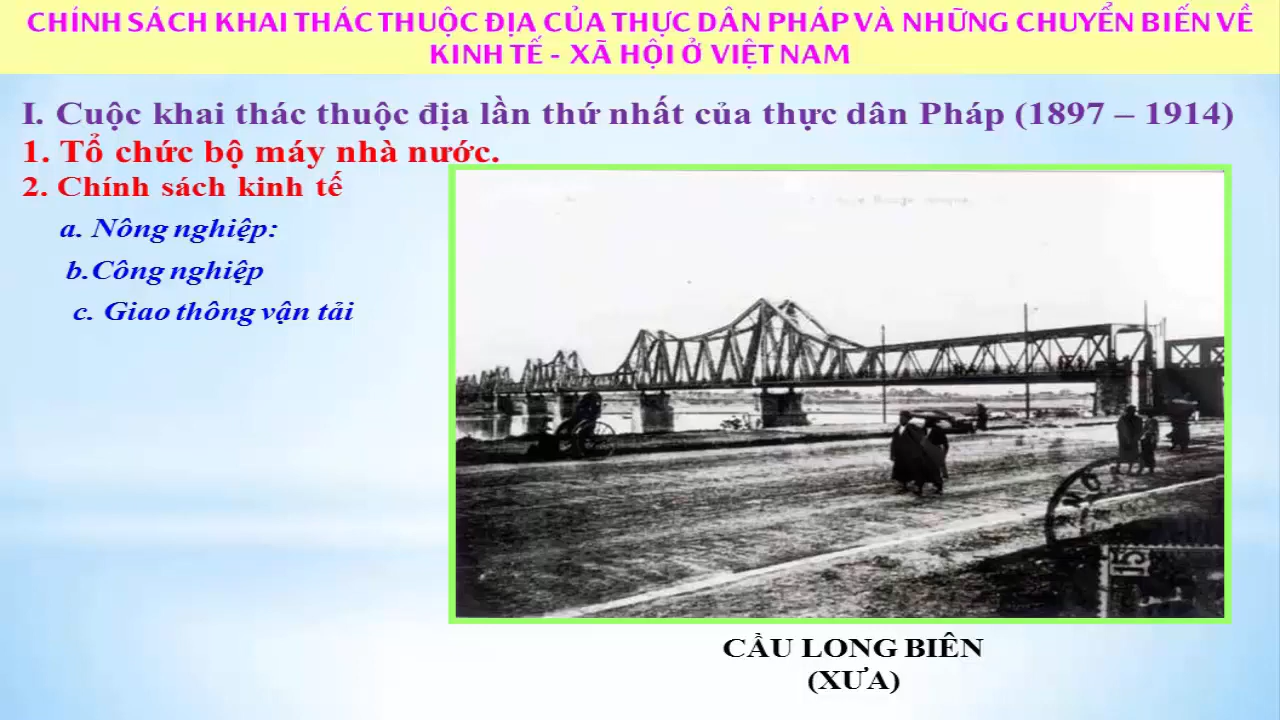 CHÍNH SÁCH KHAI THÁC THUỘC ĐỊA CỦA THỰC DÂN PHÁP VÀ NHỮNG CHUYỂN BIẾN VỀ
KINH TẾ - XÃ HỘI Ở VIỆT NAM
I. Cuộc khai thác thuộc địa lần thứ nhất của thực dân Pháp (1897 – 1914)
1. Tổ chức bộ máy nhà nước.
2. Chính sách kinh tế
a. Nông nghiệp:
b.Công nghiệp
c. Giao thông vận tải
CẦU LONG BIÊN
(XƯA)